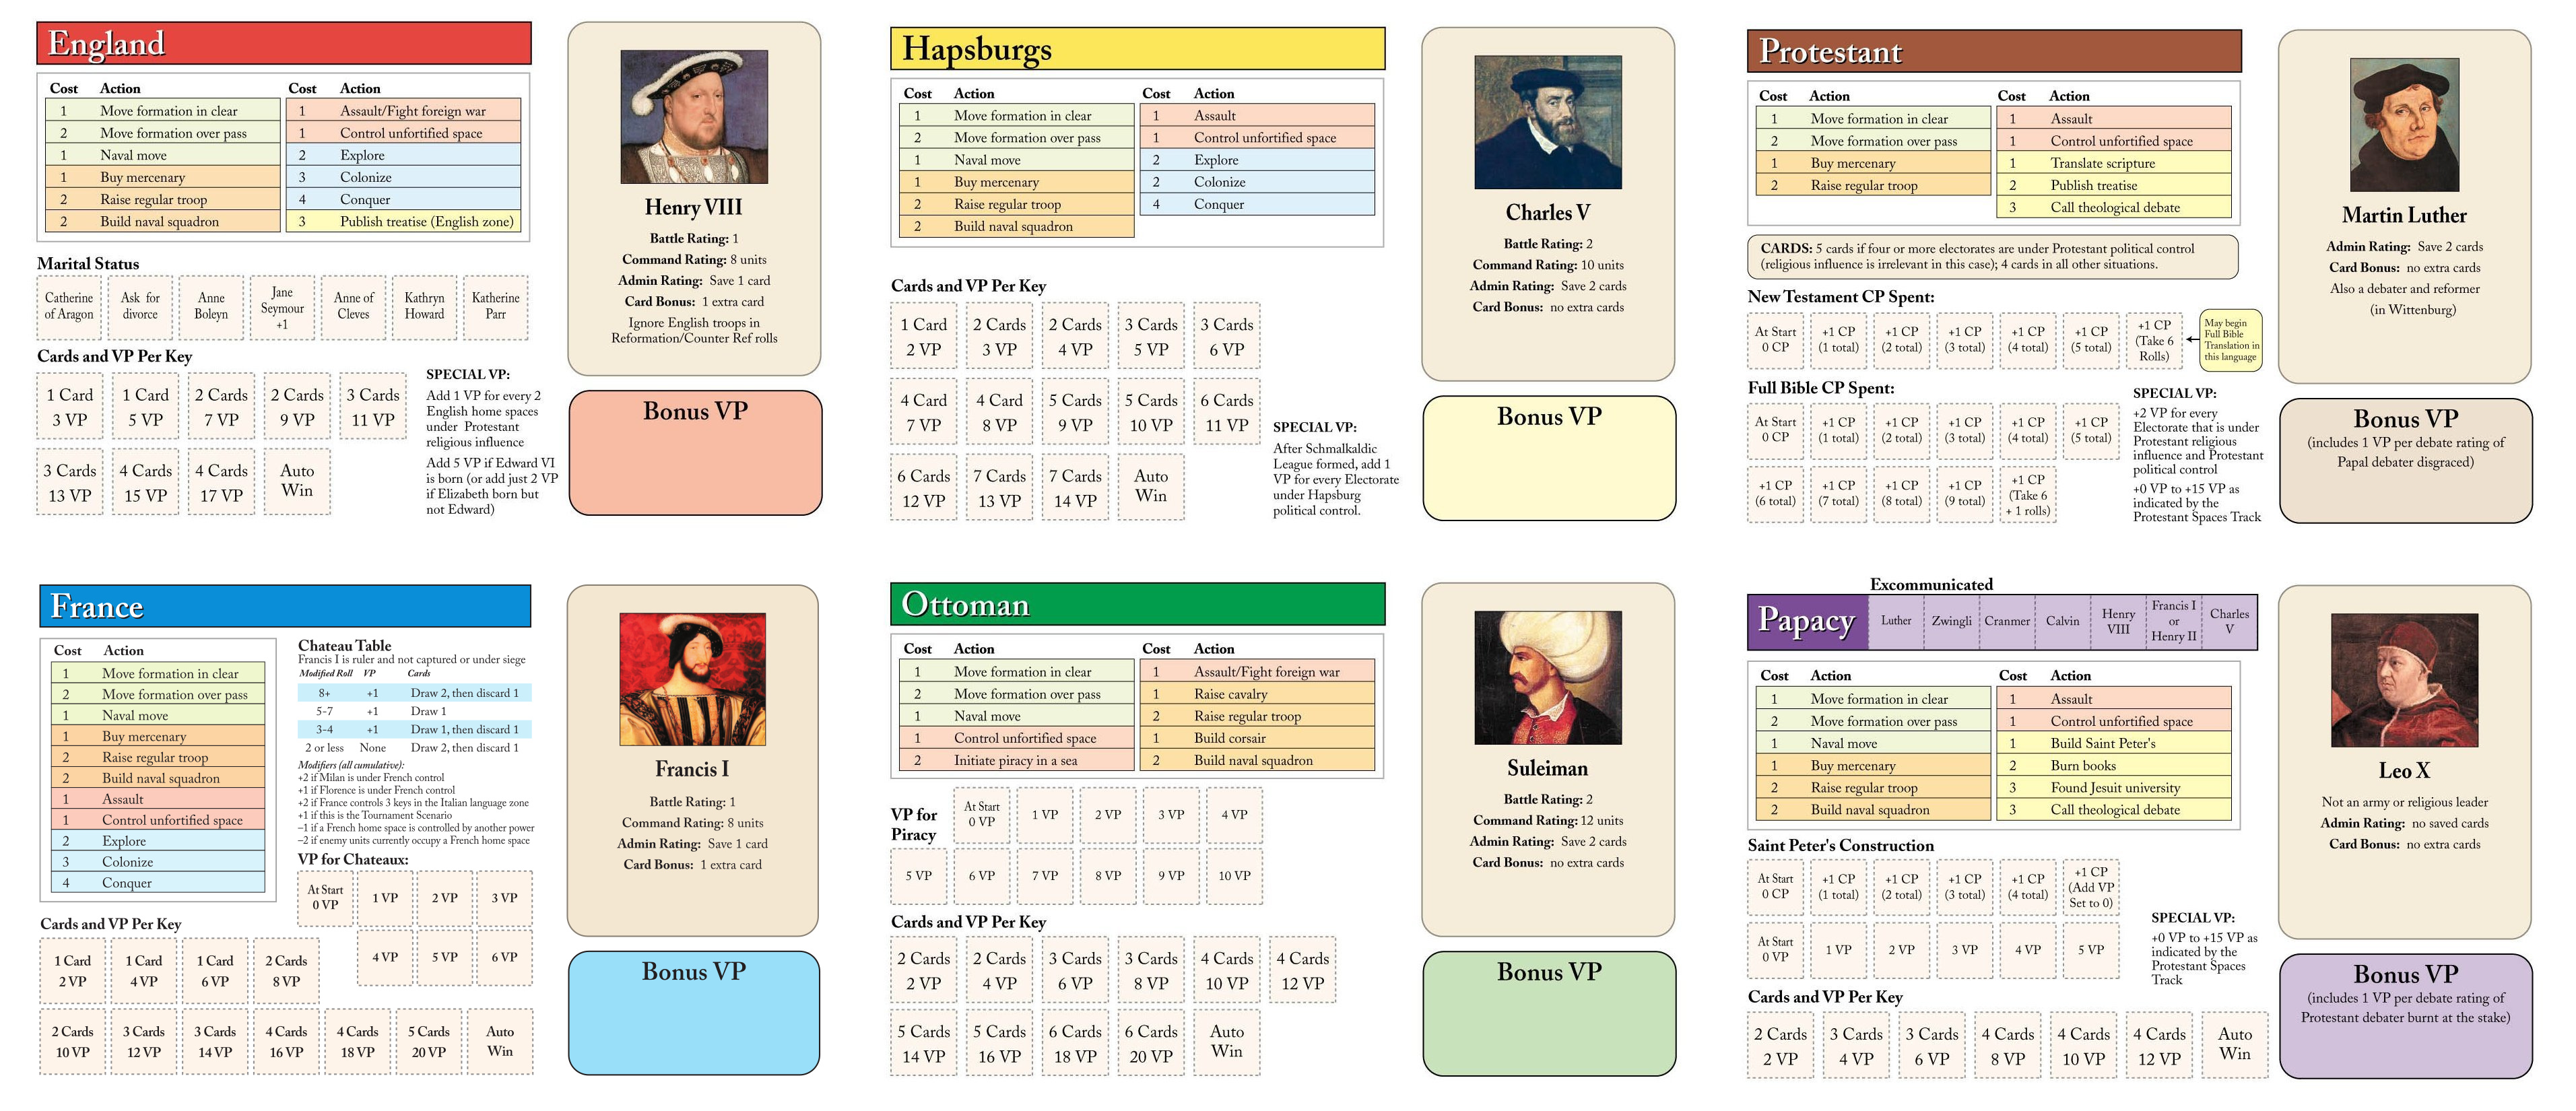 England
Cost Action Cost Action
1 Move formation in clear 1 Assault/Fight foreign war
2 Move formation over pass 1 Control unfortified space
1 Naval move 2 Explore
1 Buy mercenary 3 Colonize
2 Raise regular troop 4 Conquer
2 Build naval squadron 3 Publish treatise (English zone)
Marital Status
Catherine of Aragon
Ask for divorce
Anne Boleyn
Jane Seymour +1
Anne of Cleves
Kathryn Howard
Katherine Parr
Cards and VP Per Key
1 Card 1 Card 2 Cards 2 Cards 3 Cards
3 VP 5 VP 7 VP 9 VP 11 VP
3 Cards 4 Cards 4 Cards Auto
13 VP 15 VP 17 VP Win
SPECIAL VP:
Add 1 VP for every 2
English home spaces
under Protestant
religious influence
Add 5 VP if Edward VI
is born (or add just 2 VP
if Elizabeth born but
not Edward)
Henry VIII
Battle Rating: 1
Command Rating: 8 units
Admin Rating: Save 1 card
Card Bonus: 1 extra card
Ignore English troops in
Reformation/Counter Ref rolls
Bonus VP
Hapsburgs
Cost Action Cost Action
1 Move formation in clear 1 Assault
2 Move formation over pass 1 Control unfortified space
1 Naval move 2 Explore
1 Buy mercenary 2 Colonize
2 Raise regular troop 4 Conquer
2 Build naval squadron
Cards and VP Per Key
1 Card 2 Cards 2 Cards 3 Cards 3 Cards
2 VP 3 VP 4 VP 5 VP 6 VP
4 Card 4 Card 5 Cards 5 Cards 6 Cards
7 VP 8 VP 9 VP 10 VP 11 VP
6 Cards 7 Cards 7 Cards Auto
12 VP 13 VP 14 VP Win
SPECIAL VP:
After Schmalkaldic
League formed, add 1
VP for every Electorate
under Hapsburg
political control.
Charles V
Battle Rating: 2
Command Rating: 10 units
Admin Rating: Save 2 cards
Card Bonus: no extra cards
Bonus VP
Protestant
Cost Action Cost Action
1 Move formation in clear 1 Assault
2 Move formation over pass 1 Control unfortified space
1 Buy mercenary 1 Translate scripture
2 Raise regular troop 2 Publish treatise
3 Call theological debate
CARDS: 5 cards if four or more electorates are under Protestant political control
(religious influence is irrelevant in this case); 4 cards in all other situations.
New Testament CP Spent:
At Start +1 CP +1 CP +1 CP +1 CP +1 CP +1 CP
0 CP (1 total) (2 total) (3 total) (4 total) (5 total) (Take 6
Rolls)
May begin
Full Bible
Translation in
this language
Full Bible CP Spent:
At Start +1 CP +1 CP +1 CP +1 CP +1 CP
0 CP (1 total) (2 total) (3 total) (4 total) (5 total)
+1 CP +1 CP +1 CP +1 CP +1 CP
(6 total) (7 total) (8 total) (9 total) (Take 6
+ 1 rolls)
SPECIAL VP:
+2 VP for every
Electorate that is under
Protestant religious
influence and Protestant
political control
+0 VP to +15 VP as
indicated by the
Protestant Spaces Track
Martin Luther
Admin Rating: Save 2 cards
Card Bonus: no extra cards
Also a debater and reformer
(in Wittenburg)
Bonus VP
(includes 1 VP per debate rating of
Papal debater disgraced)
France
Cost Action
1 Move formation in clear
2 Move formation over pass
1 Naval move
1 Buy mercenary
2 Raise regular troop
2 Build naval squadron
1 Assault
1 Control unfortified space
2 Explore
3 Colonize
4 Conquer
Chateau Table
Francis I is ruler and not captured or under siege
Modified Roll VP Cards
8+ +1 Draw 2, then discard 1
5-7 +1 Draw 1
3-4 +1 Draw 1, then discard 1
2 or less None Draw 2, then discard 1
Modifiers (all cumulative):
+2 if Milan is under French control
+1 if Florence is under French control
+2 if France controls 3 keys in the Italian language zone
+1 if this is the Tournament Scenario
–1 if a French home space is controlled by another power
–2 if enemy units currently occupy a French home space
VP for Chateaux:
At Start 1 VP 2 VP 3 VP
0 VP
4 VP 5 VP 6 VP
Cards and VP Per Key
1 Card 1 Card 1 Card 2 Cards
2 VP 4 VP 6 VP 8 VP
2 Cards 3 Cards 3 Cards 4 Cards 4 Cards 5 Cards Auto
10 VP 12 VP 14 VP 16 VP 18 VP 20 VP Win
Francis I
Battle Rating: 1
Command Rating: 8 units
Admin Rating: Save 1 card
Card Bonus: 1 extra card
Bonus VP
Ottoman
Cost Action Cost Action
1 Move formation in clear 1 Assault/Fight foreign war
2 Move formation over pass 1 Raise cavalry
1 Naval move 2 Raise regular troop
1 Control unfortified space 1 Build corsair
2 Initiate piracy in a sea 2 Build naval squadron
VP for
Piracy
At Start 1 VP 2 VP 3 VP 4 VP
0 VP
5 VP 6 VP 7 VP 8 VP 9 VP 10 VP
Cards and VP Per Key
2 Cards 2 Cards 3 Cards 3 Cards 4 Cards 4 Cards
2 VP 4 VP 6 VP 8 VP 10 VP 12 VP
5 Cards 5 Cards 6 Cards 6 Cards Auto
14 VP 16 VP 18 VP 20 VP Win
Suleiman
Battle Rating: 2
Command Rating: 12 units
Admin Rating: Save 2 cards
Card Bonus: no extra cards
Bonus VP
Excommunicated
Papacy
Luther
Zwingli
Cranmer
Calvin
Henry VIII
Francis I or Henry II
Charles V
Cost Action Cost Action
1 Move formation in clear 1 Assault
2 Move formation over pass 1 Control unfortified space
1 Naval move 1 Build Saint Peter's
1 Buy mercenary 2 Burn books
2 Raise regular troop 3 Found Jesuit university
2 Build naval squadron 3 Call theological debate
Saint Peter's Construction
At Start +1 CP +1 CP +1 CP +1 CP +1 CP
0 CP (1 total) (2 total) (3 total) (4 total) (Add VP
Set to 0)
At Start 1 VP 2 VP 3 VP 4 VP 5 VP
0 VP
SPECIAL VP:
+0 VP to +15 VP as
indicated by the
Protestant Spaces
Track
Cards and VP Per Key
2 Cards 3 Cards 3 Cards 4 Cards 4 Cards 4 Cards Auto
2 VP 4 VP 6 VP 8 VP 10 VP 12 VP Win
Leo X
Not an army or religious leader
Admin Rating: no saved cards
Card Bonus: no extra cards
Bonus VP
(includes 1 VP per debate rating of
Protestant debater burnt at the stake)